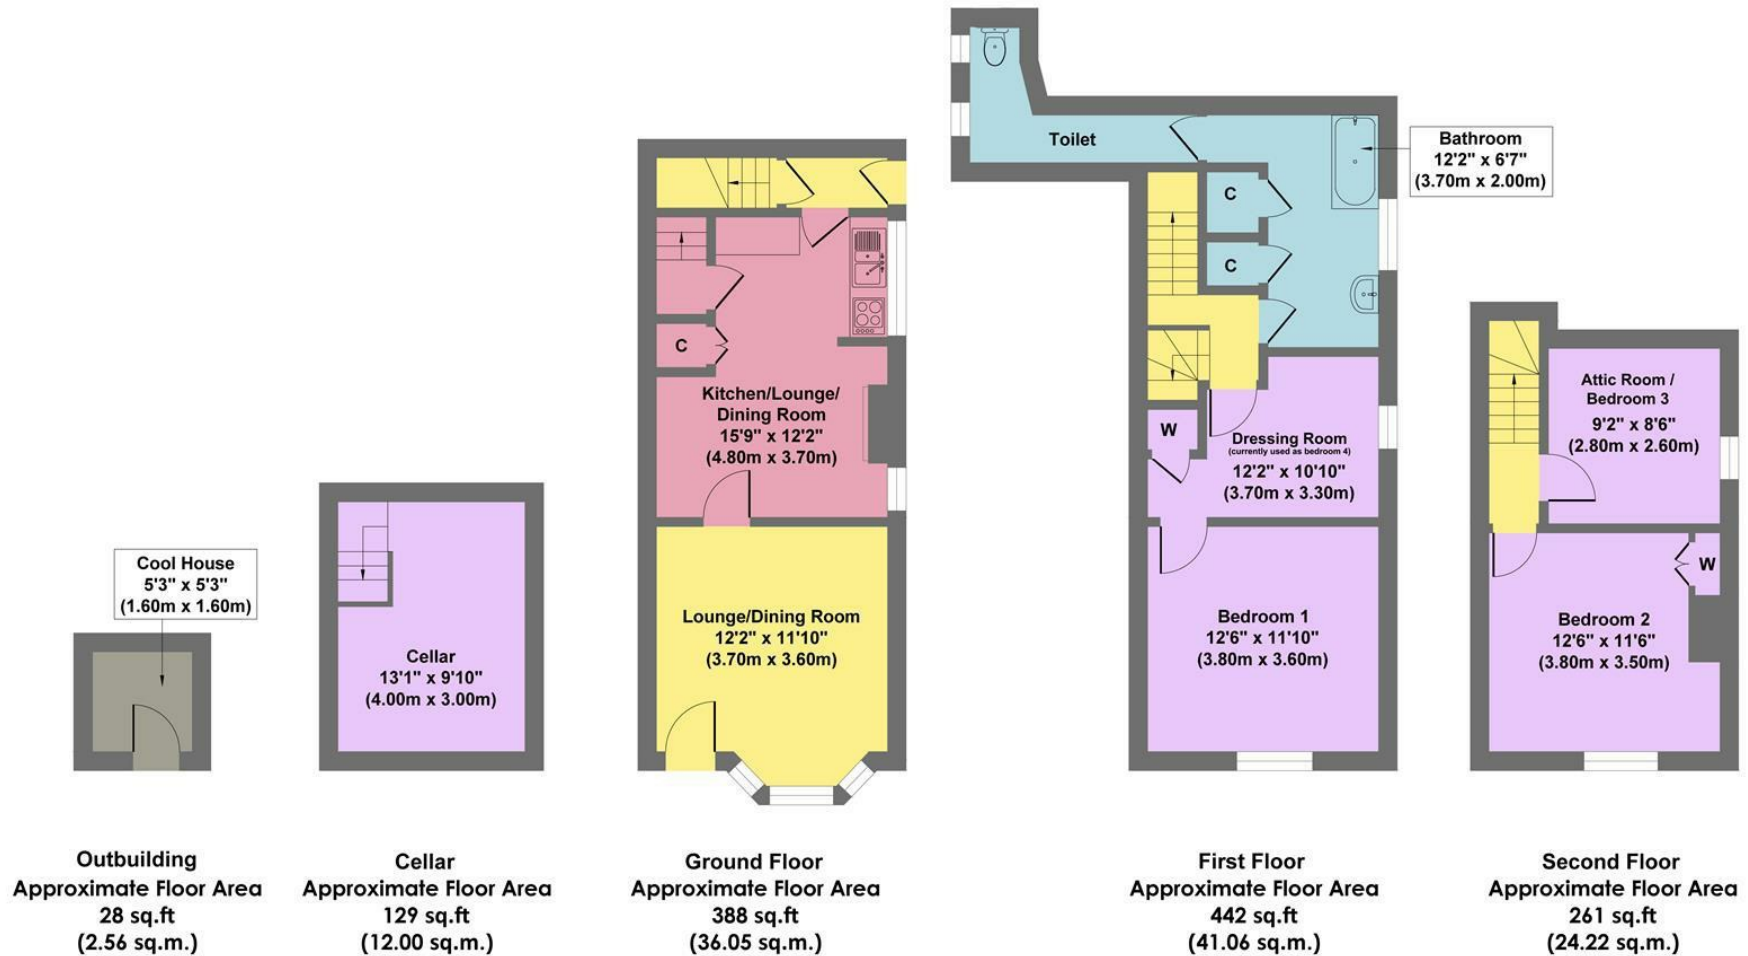 Cool House
5'3" x 5'3"
(1.60m x 1.60m)
Cellar
13'1" x 9'10"
(4.00m x 3.00m)
C
Kitchen/Lounge/
Dining Room
15'9" x 12'2"
(4.80m x 3.70m)
Lounge/Dining Room
12'2" x 11'10"
(3.70m x 3.60m)
Toilet
Bathroom
12'2" x 6'7"
(3.70m x 2.00m)
C
C
W
Dressing Room
(currently used as bedroom 4)
12'2" x 10'10"
(3.70m x 3.30m)
Bedroom 1
12'6" x 11'10"
(3.80m x 3.60m)
Attic Room /
Bedroom 3
9'2" x 8'6"
(2.80m x 2.60m)
W
Bedroom 2
12'6" x 11'6"
(3.80m x 3.50m)
Outbuilding
Approximate Floor Area
28 sq.ft
(2.56 sq.m.)
Cellar
Approximate Floor Area
129 sq.ft
(12.00 sq.m.)
Ground Floor
Approximate Floor Area
388 sq.ft
(36.05 sq.m.)
First Floor
Approximate Floor Area
442 sq.ft
(41.06 sq.m.)
Second Floor
Approximate Floor Area
261 sq.ft
(24.22 sq.m.)